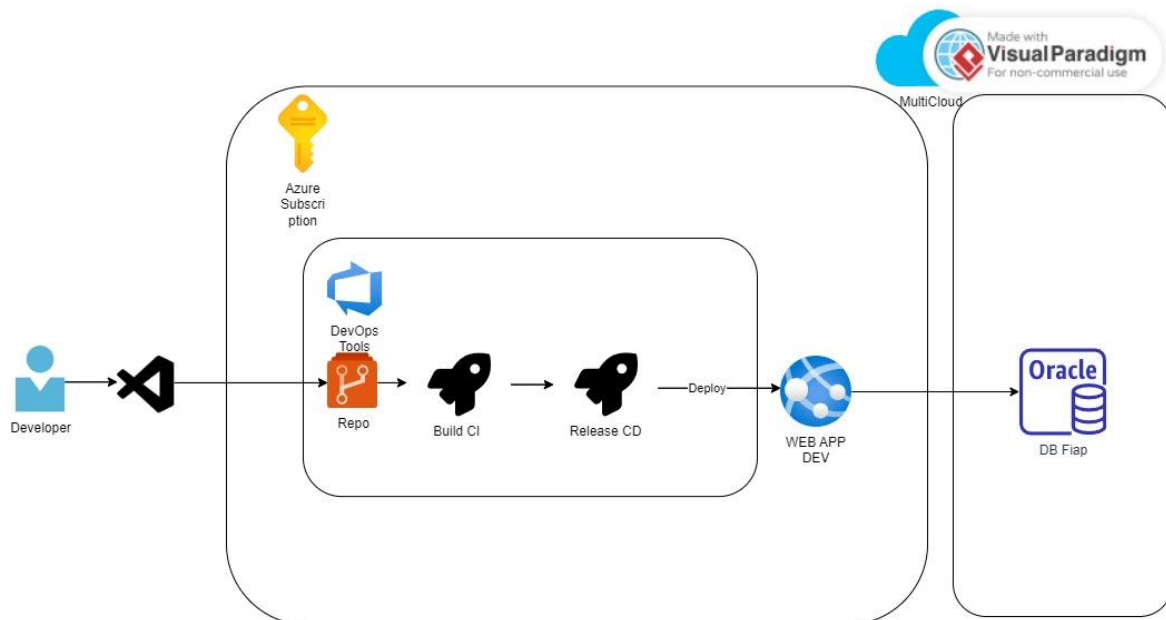 Made with
Visual Paradigm
For non-commercial use
MultiCloud
Azure
Subscri
ption
DevOps
Tools
Repo
Build CI
Release CD
Deploy
Developer
WEB APP
DEV
Oracle
DB Fiap